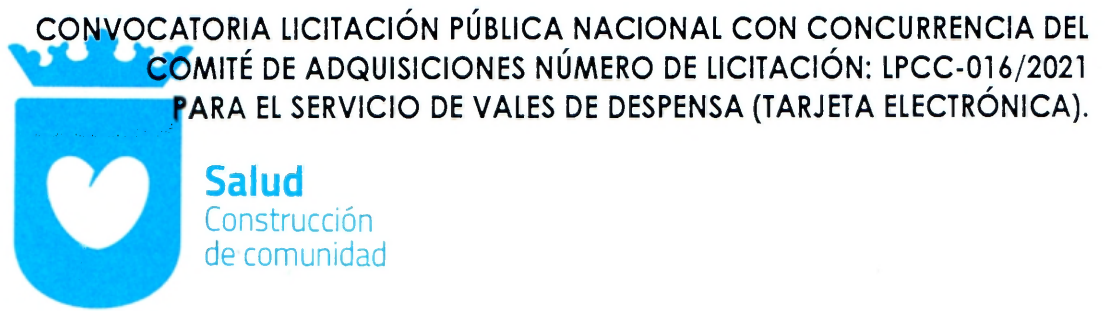 CONVOCATORIA LICITACIÓN PÚBLICA NACIONAL CON CONCURRENCIA DEL
COMITÉ DE ADQUISICIONES NÚMERO DE LICITACIÓN: LPCC-016/2021
PARA EL SERVICIO DE VALES DE DESPENSA (TARJETA ELECTRÓNICA).
Salud
Construcción
de comunidad